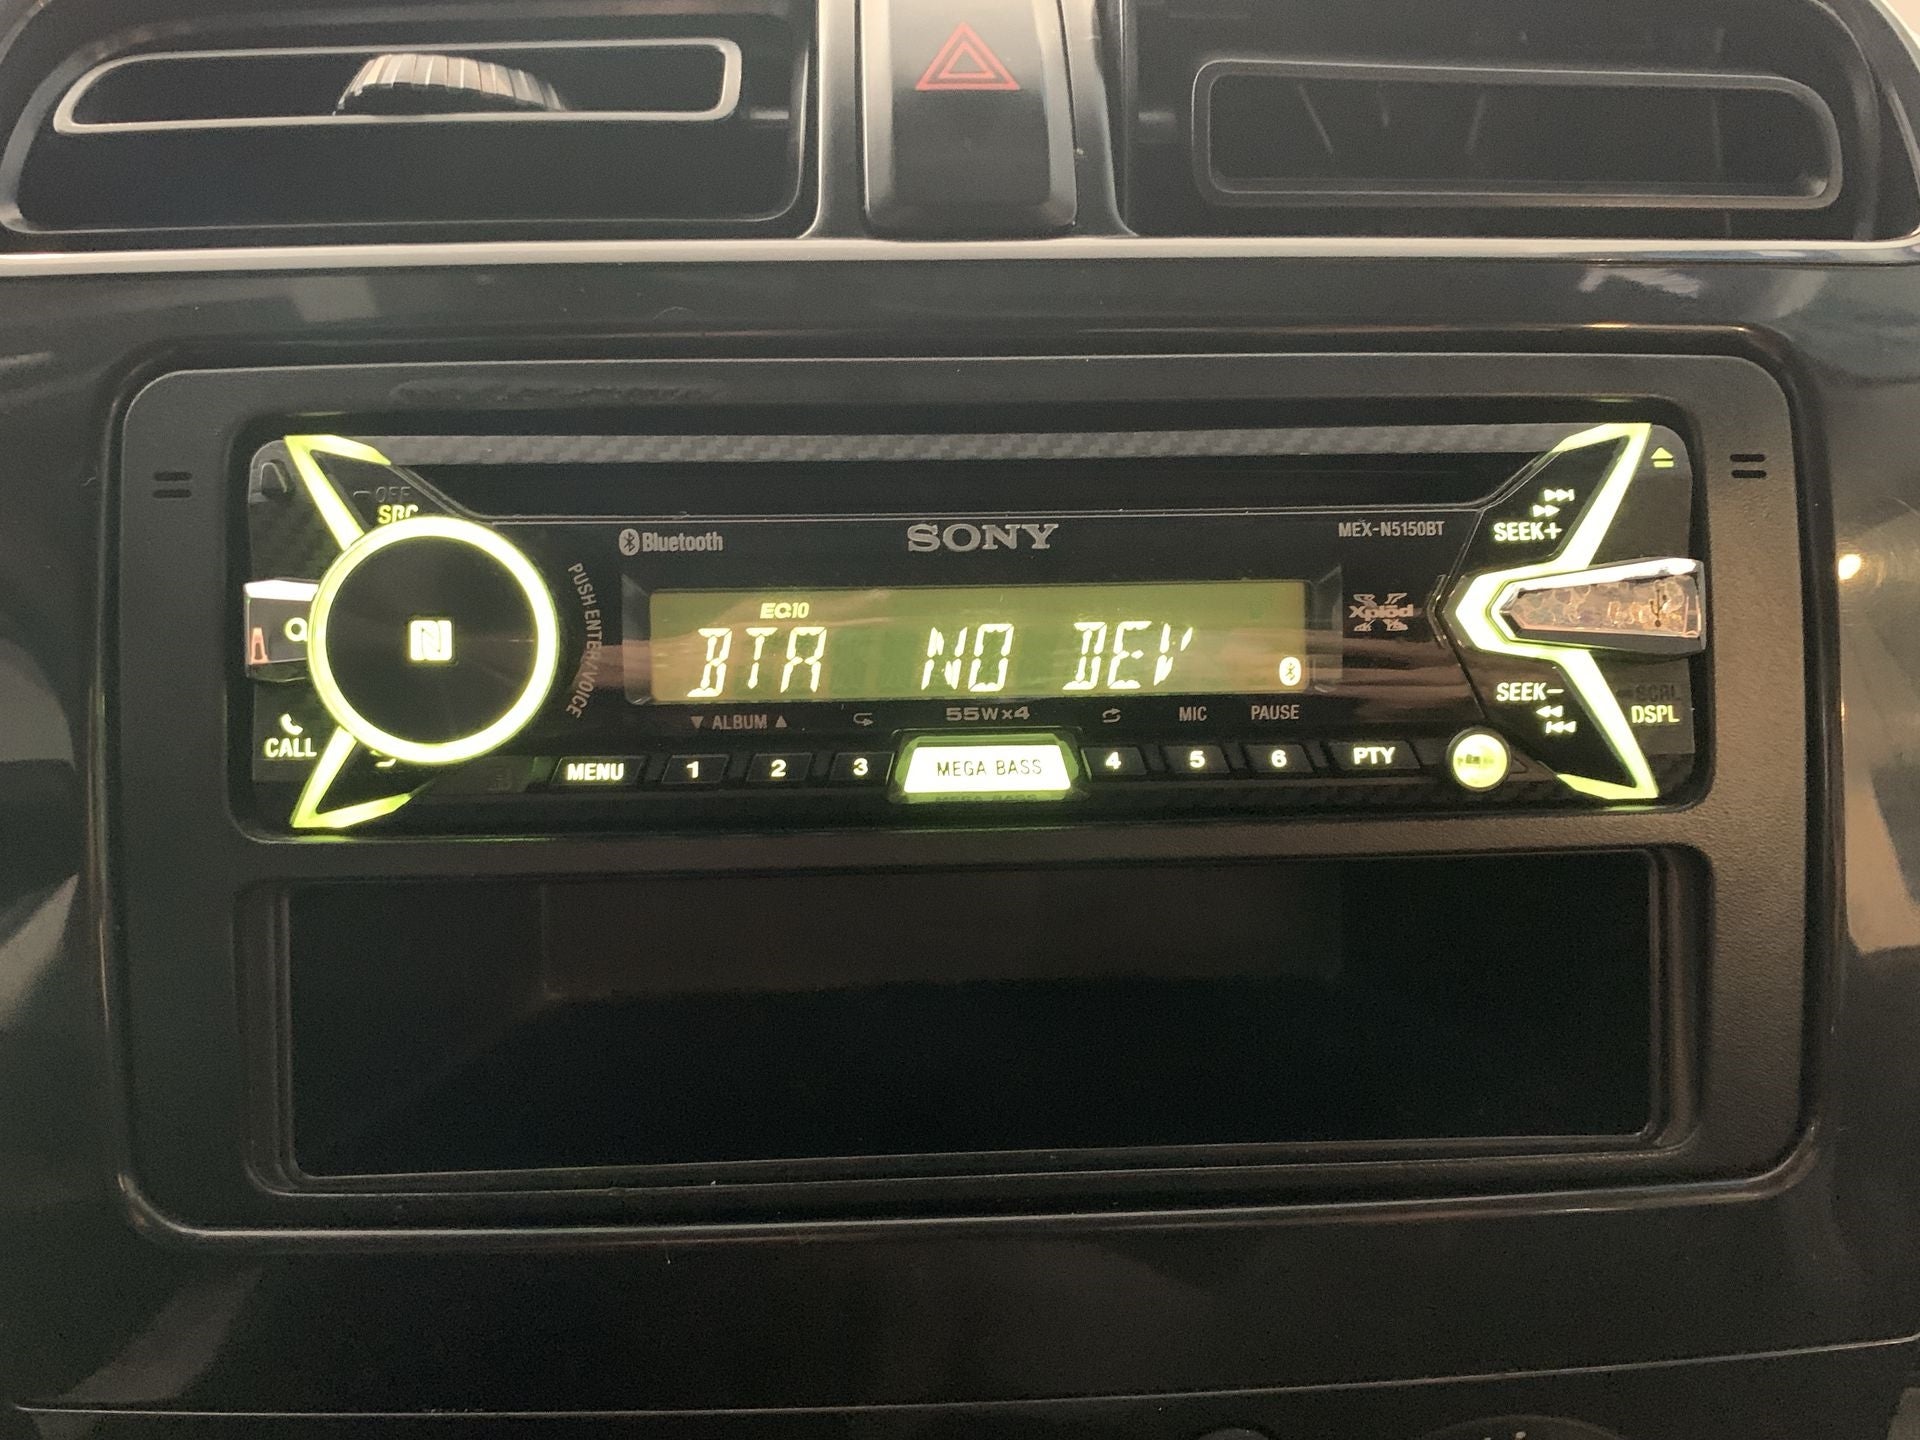 OFF
SRC
Bluetooth
SONY
MEX-N5150BT
SEEK+
PUSH ENTER/VOICE
EQ10
BTA NO DEV
Xplod
SEEK-
SCRL
DSPL
CALL
ALBUM
55W×4
MIC
PAUSE
MENU
1
2
3
MEGA BASS
4
5
6
PTY